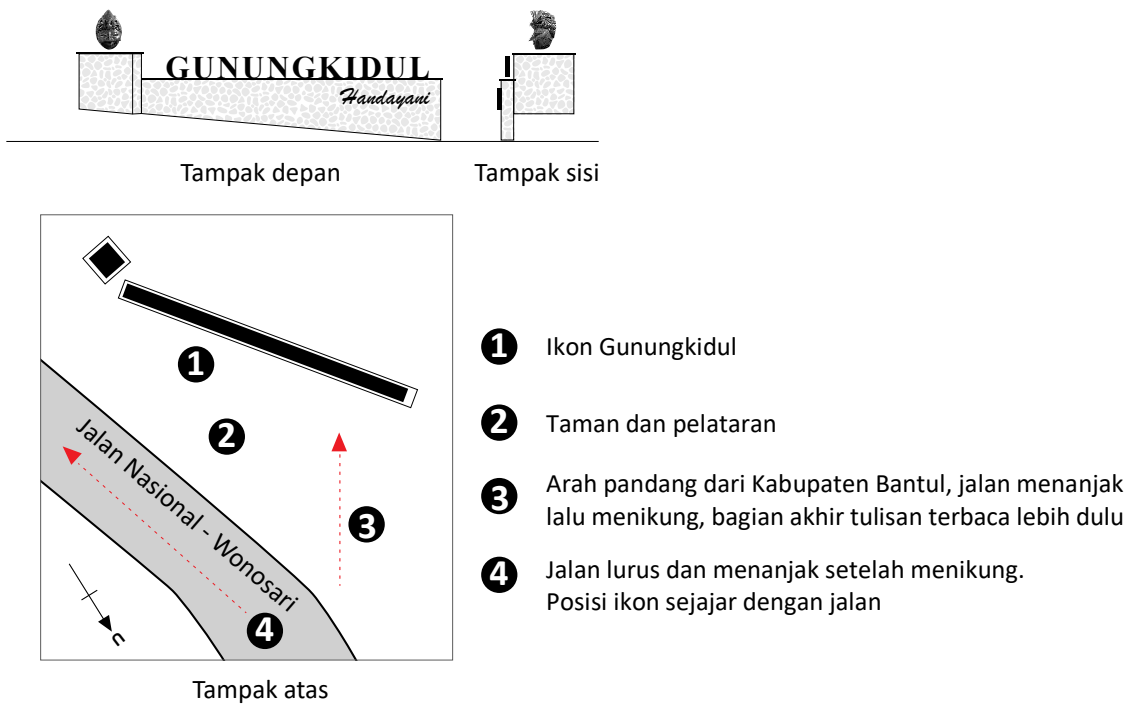 GUNUNGKIDUL
Handayani
Tampak depan
Tampak sisi
1
2
3
4
Jalan Nasional - Wonosari
n
Tampak atas
1 Ikon Gunungkidul
2 Taman dan pelataran
3 Arah pandang dari Kabupaten Bantul, jalan menanjak
lalu menikung, bagian akhir tulisan terbaca lebih dulu
4 Jalan lurus dan menanjak setelah menikung.
Posisi ikon sejajar dengan jalan